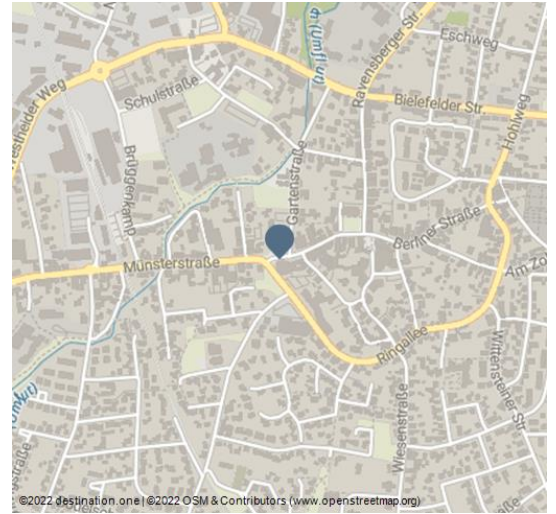 Eschweg
Ravensberger Str.
Bielefelder Str.
Hohlweg
Schulstraße
Brüggenkamp
Gartenstraße
Berliner Straße
Münsterstraße
Am Zo
Ringallee
Wittensteiner Str.
Wiesenstraße
©2022 destination.one | ©2022 OSM & Contributors (www.openstreetmap.org)